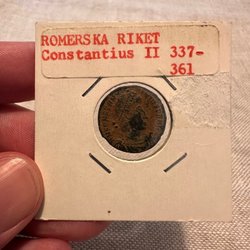 ROMERSKA RIKET
Constantius II 337-
361